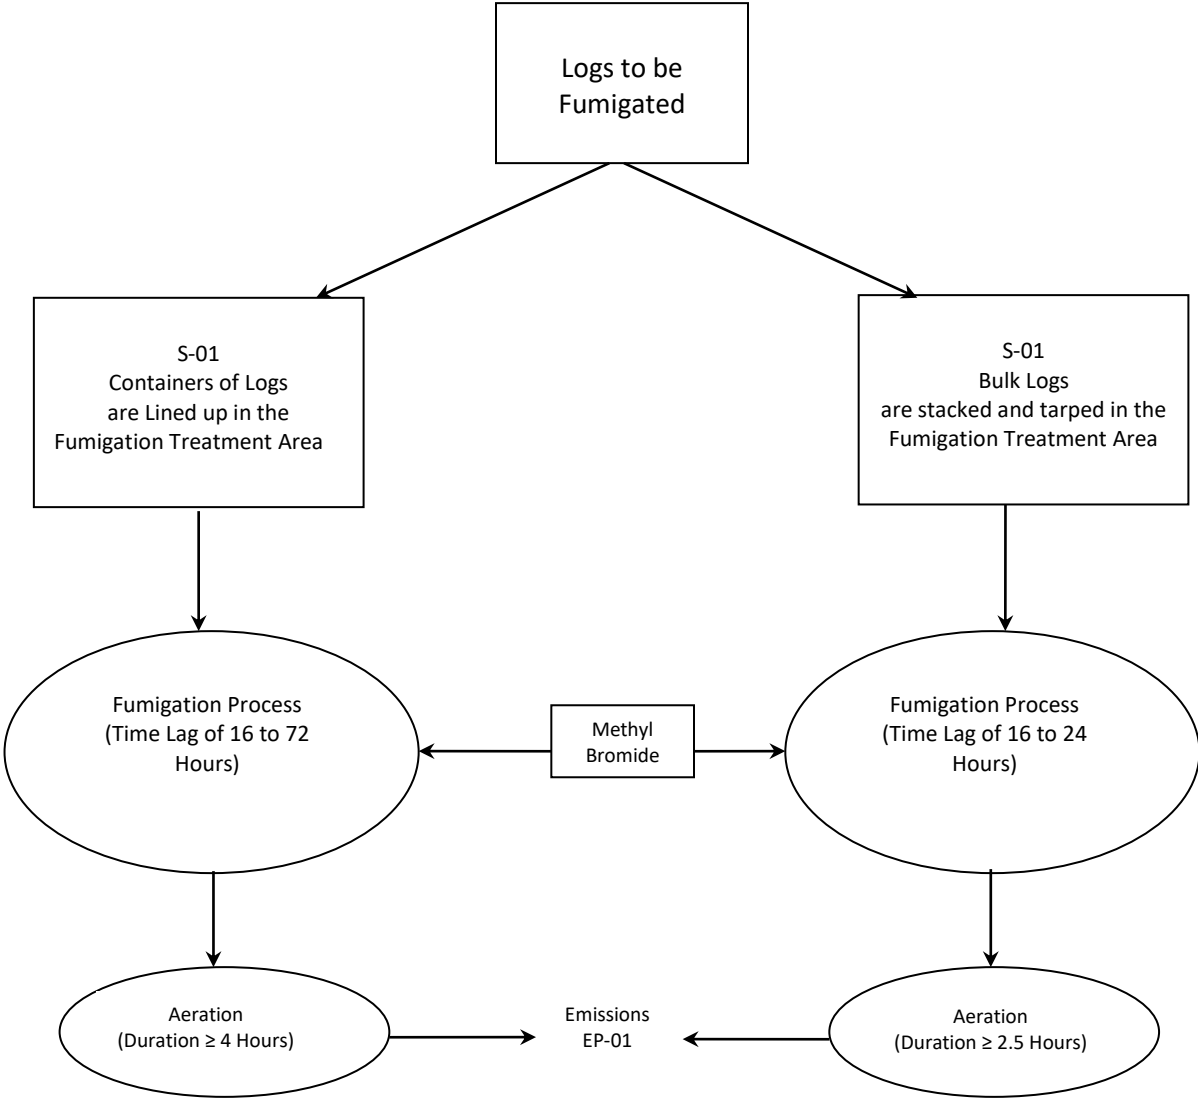 Logs to be
Fumigated
S-01
Containers of Logs
are Lined up in the
Fumigation Treatment Area
S-01
Bulk Logs
are stacked and tarped in the
Fumigation Treatment Area
Fumigation Process
(Time Lag of 16 to 72
Hours)
Methyl
Bromide
Fumigation Process
(Time Lag of 16 to 24
Hours)
Aeration
(Duration ≥ 4 Hours)
Emissions
EP-01
Aeration
(Duration ≥ 2.5 Hours)